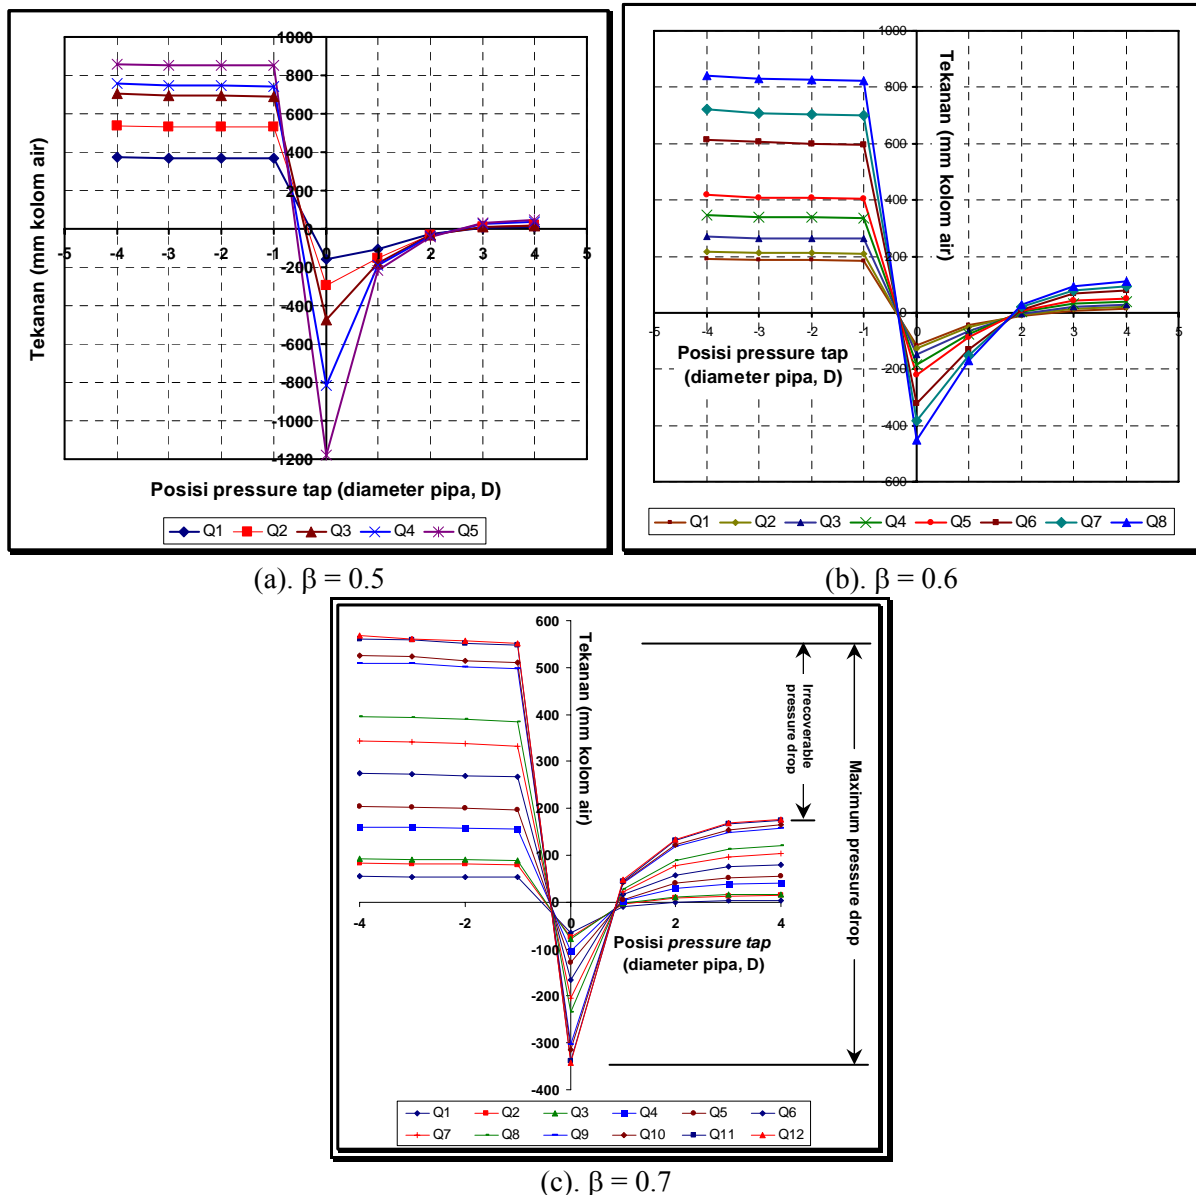 1000
800
600
400
200
0
-200
-400
-600
-800
-1000
-1200
-5 -4 -3 -2 -1 0 1 2 3 4 5
Tekanan (mm kolom air)
Posisi pressure tap (diameter pipa, D)
Q1 Q2 Q3 Q4 Q5
(a). β = 0.5
1000
800
600
400
200
0
-200
-400
-600
-5 -4 -3 -2 -1 0 1 2 3 4 5
Tekanan (mm kolom air)
Posisi pressure tap
(diameter pipa, D)
Q1 Q2 Q3 Q4 Q5 Q6 Q7 Q8
(b). β = 0.6
600
500
400
300
200
100
0
-100
-200
-300
-400
-4 -2 0 2 4
Tekanan (mm kolom air)
Posisi pressure tap
(diameter pipa, D)
Irrecoverable
pressure drop
Maximum pressure drop
Q1 Q2 Q3 Q4 Q5 Q6
Q7 Q8 Q9 Q10 Q11 Q12
(c). β = 0.7